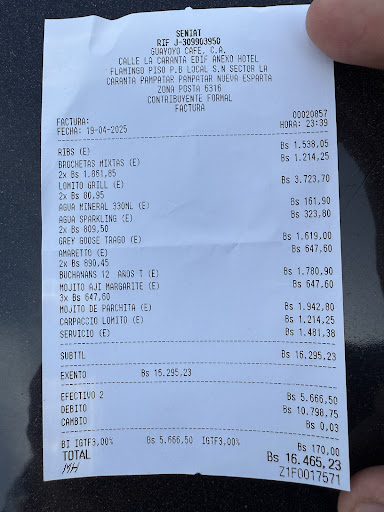 SENIAT
RIF J-309903950
GUAYOYO CAFE, C.A.
CALLE LA CARANTA EDIF ANEXO HOTEL
FLAMINGO PISO P.B LOCAL S.N SECTOR LA
CARANTA PAMPATAR PAMPATAR NUEVA ESPARTA
ZONA POSTA 6316
CONTRIBUYENTE FORMAL
FACTURA
FACTURA: 00020857
FECHA: 19-04-2025 HORA: 23:39
RIBS (E) Bs 1.538,05
BROCHETAS MIXTAS (E) Bs 1.214,25
2x Bs 1.861,85
LOMITO GRILL (E) Bs 3.723,70
2x Bs 80,95
AGUA MINERAL 330ML (E) Bs 161,90
AGUA SPARKLING (E) Bs 323,80
2x Bs 809,50
GREY GOOSE TRAGO (E) Bs 1.619,00
AMARETTO (E) Bs 647,60
2x Bs 890,45
BUCHANANS 12 AÑOS T (E) Bs 1.780,90
MOJITO AJI MARGARITE (E) Bs 647,60
3x Bs 647,60
MOJITO DE PARCHITA (E) Bs 1.942,80
CARPACCIO LOMITO (E) Bs 1.214,25
SERVICIO (E) Bs 1.481,38
SUBTTL Bs 16.295,23
EXENTO Bs 16.295,23
EFECTIVO 2 Bs 5.666,50
DEBITO Bs 10.798,75
CAMBIO Bs 0,03
BI IGTF3,00% Bs 5.666,50 IGTF3,00% Bs 170,00
TOTAL Bs 16.465,23
MH Z1F0017571